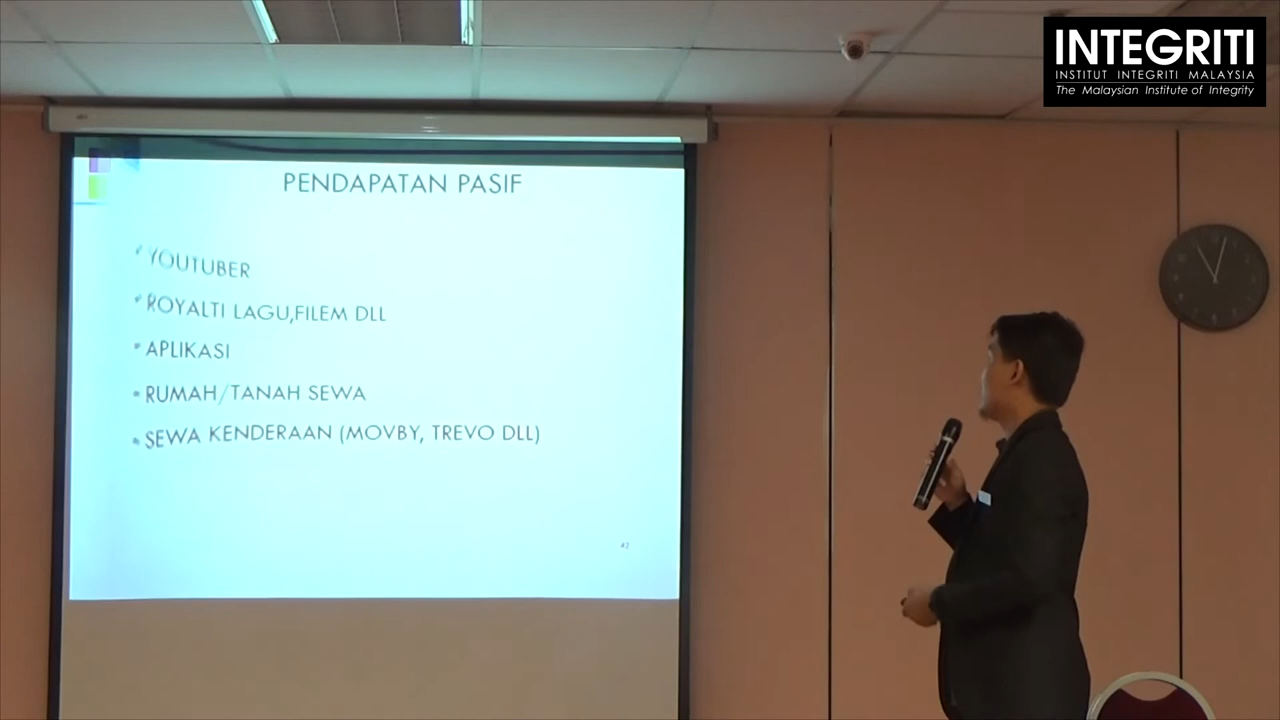 INTEGRITI
INSTITUT INTEGRITI MALAYSIA
The Malaysian Institute of Integrity
PENDAPATAN PASIF
YOUTUBER
ROYALTI LAGU,FILEM DLL
APLIKASI
RUMAH/TANAH SEWA
SEWA KENDERAAN (MOVBY, TREVO DLL)